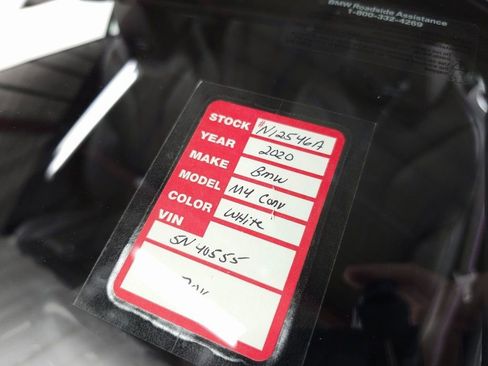 BMW Roadside Assistance
1-800-332-4269
STOCK #N12546A
YEAR 2020
MAKE BMW
MODEL M4 Conv
COLOR White
VIN
5N40555